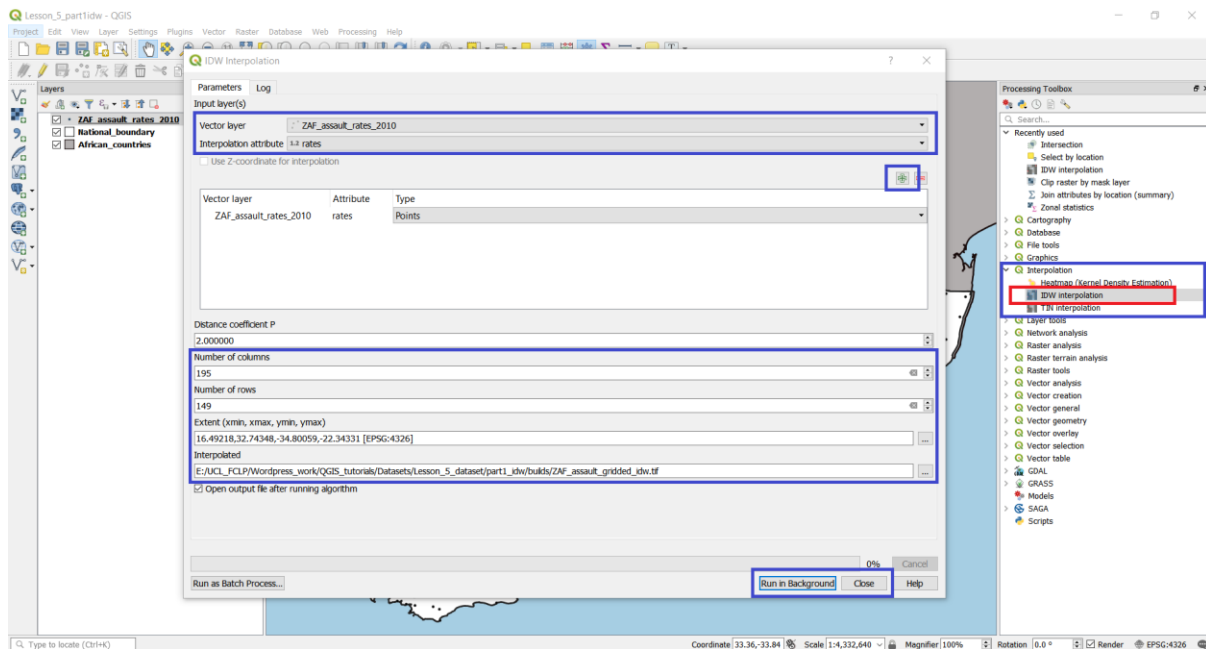 Lesson_5_part1idw - QGIS
Project Edit View Layer Settings Plugins Vector Raster Database Web Processing Help
Layers
ZAF_assault_rates_2010
National_boundary
African_countries
IDW Interpolation
Parameters Log
Input layer(s)
Vector layer ZAF_assault_rates_2010
Interpolation attribute 1.2 rates
Use Z-coordinate for interpolation
Vector layer Attribute Type
ZAF_assault_rates_2010 rates Points
Distance coefficient P
2.000000
Number of columns
195
Number of rows
149
Extent (xmin, xmax, ymin, ymax)
16.49218,32.74348,-34.80059,-22.34331 [EPSG:4326]
...
Interpolated
E:/UCL_FCLP/Wordpress_work/QGIS_tutorials/Datasets/Lesson_5_dataset/part1_idw/builds/ZAF_assault_gridded_idw.tif
...
Open output file after running algorithm
0% Cancel
Run as Batch Process... Run in Background Close Help
Processing Toolbox
Search...
Recently used
Intersection
Select by location
IDW interpolation
Clip raster by mask layer
Join attributes by location (summary)
Zonal statistics
Cartography
Database
File tools
Graphics
Interpolation
Heatmap (Kernel Density Estimation)
IDW interpolation
TIN interpolation
Layer tools
Network analysis
Raster analysis
Raster terrain analysis
Raster tools
Vector analysis
Vector creation
Vector general
Vector geometry
Vector overlay
Vector selection
Vector table
GDAL
GRASS
Models
SAGA
Scripts
Type to locate (Ctrl+K)
Coordinate 33.36,-33.84 Scale 1:4,332,640 Magnifier 100% Rotation 0.0 ° Render EPSG:4326